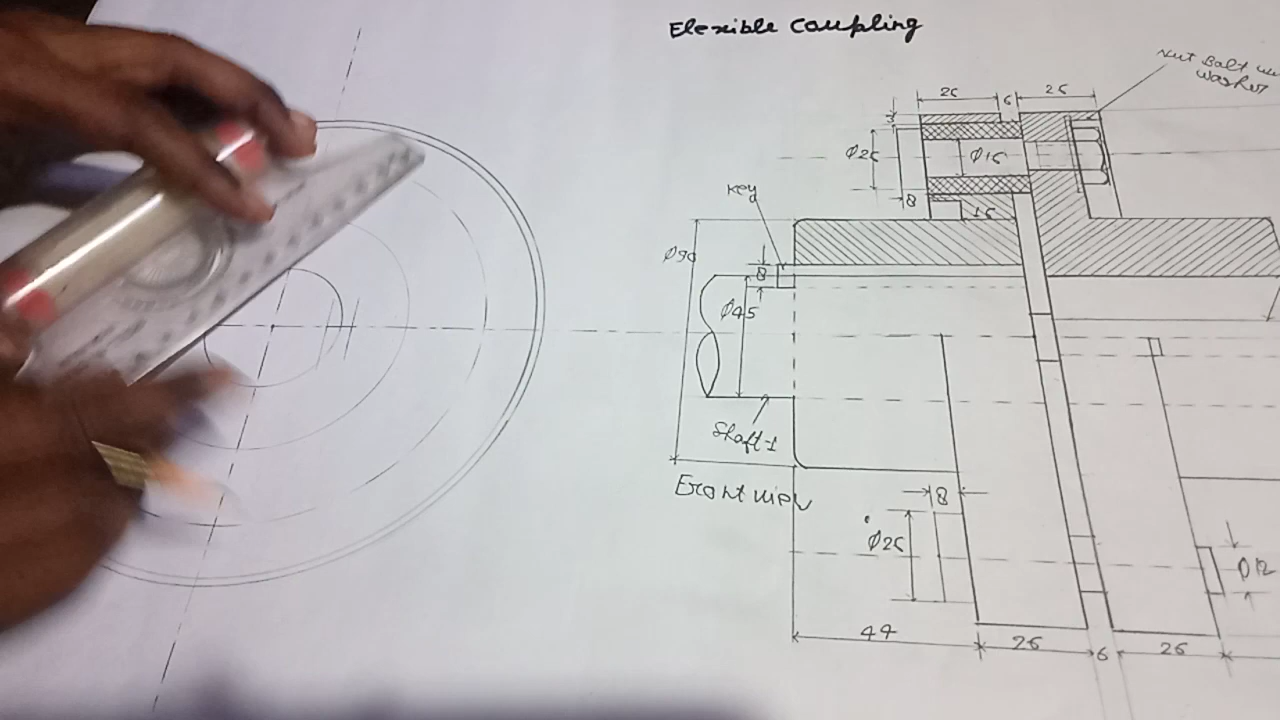 Flexible Coupling
Nut Bolt
washer
26
6
26
Ø26
Ø16
8
16
Key
Ø90
8
Ø45
Shaft-1
Front view
8
Ø26
Ø12
44
26
6
26